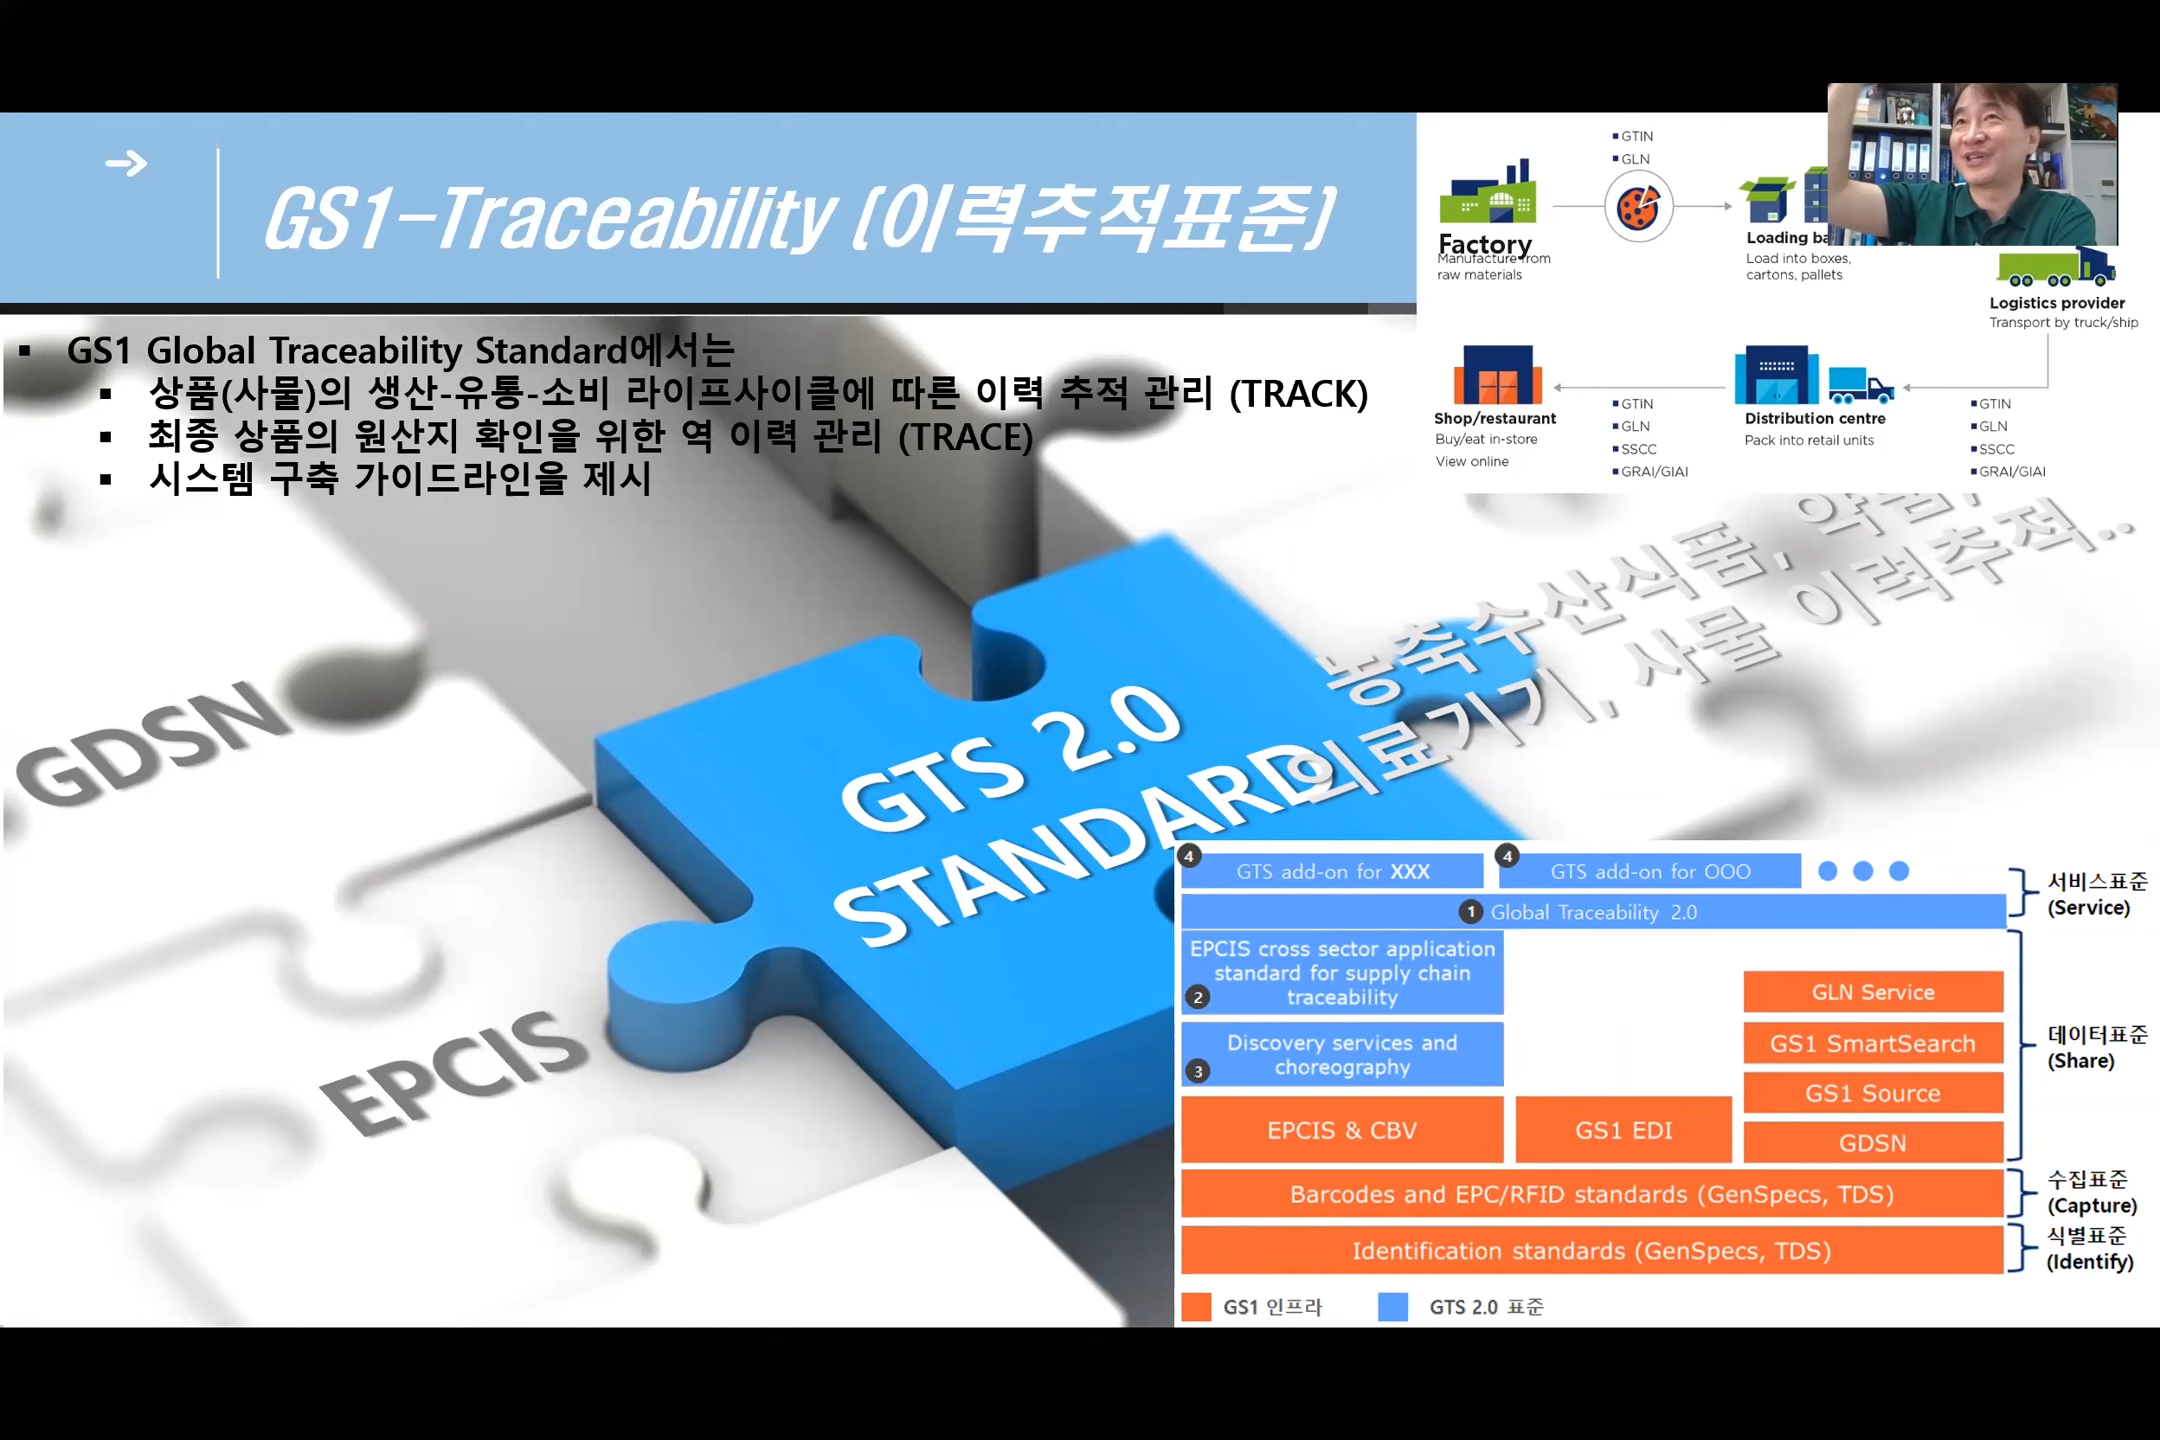 GS1-Traceability (이력추적표준)
▪ GS1 Global Traceability Standard에서는
▪ 상품(사물)의 생산-유통-소비 라이프사이클에 따른 이력 추적 관리 (TRACK)
▪ 최종 상품의 원산지 확인을 위한 역 이력 관리 (TRACE)
▪ 시스템 구축 가이드라인을 제시
GTIN
GLN
Factory
Manufacture from
raw materials
Loading ba
Load into boxes,
cartons, pallets
Logistics provider
Transport by truck/ship
Shop/restaurant
Buy/eat in-store
View online
GTIN
GLN
SSCC
GRAI/GIAI
Distribution centre
Pack into retail units
GTIN
GLN
SSCC
GRAI/GIAI
농축수산식품, 약품,
의료기기, 사물 이력추적..
GDSN
GTS 2.0
STANDARD
EPCIS
4 GTS add-on for XXX
4 GTS add-on for OOO
서비스표준
(Service)
1 Global Traceability 2.0
EPCIS cross sector application
standard for supply chain
2 traceability
Discovery services and
3 choreography
EPCIS & CBV
GS1 EDI
GLN Service
GS1 SmartSearch
GS1 Source
GDSN
데이터표준
(Share)
Barcodes and EPC/RFID standards (GenSpecs, TDS)
수집표준
(Capture)
Identification standards (GenSpecs, TDS)
식별표준
(Identify)
GS1 인프라
GTS 2.0 표준